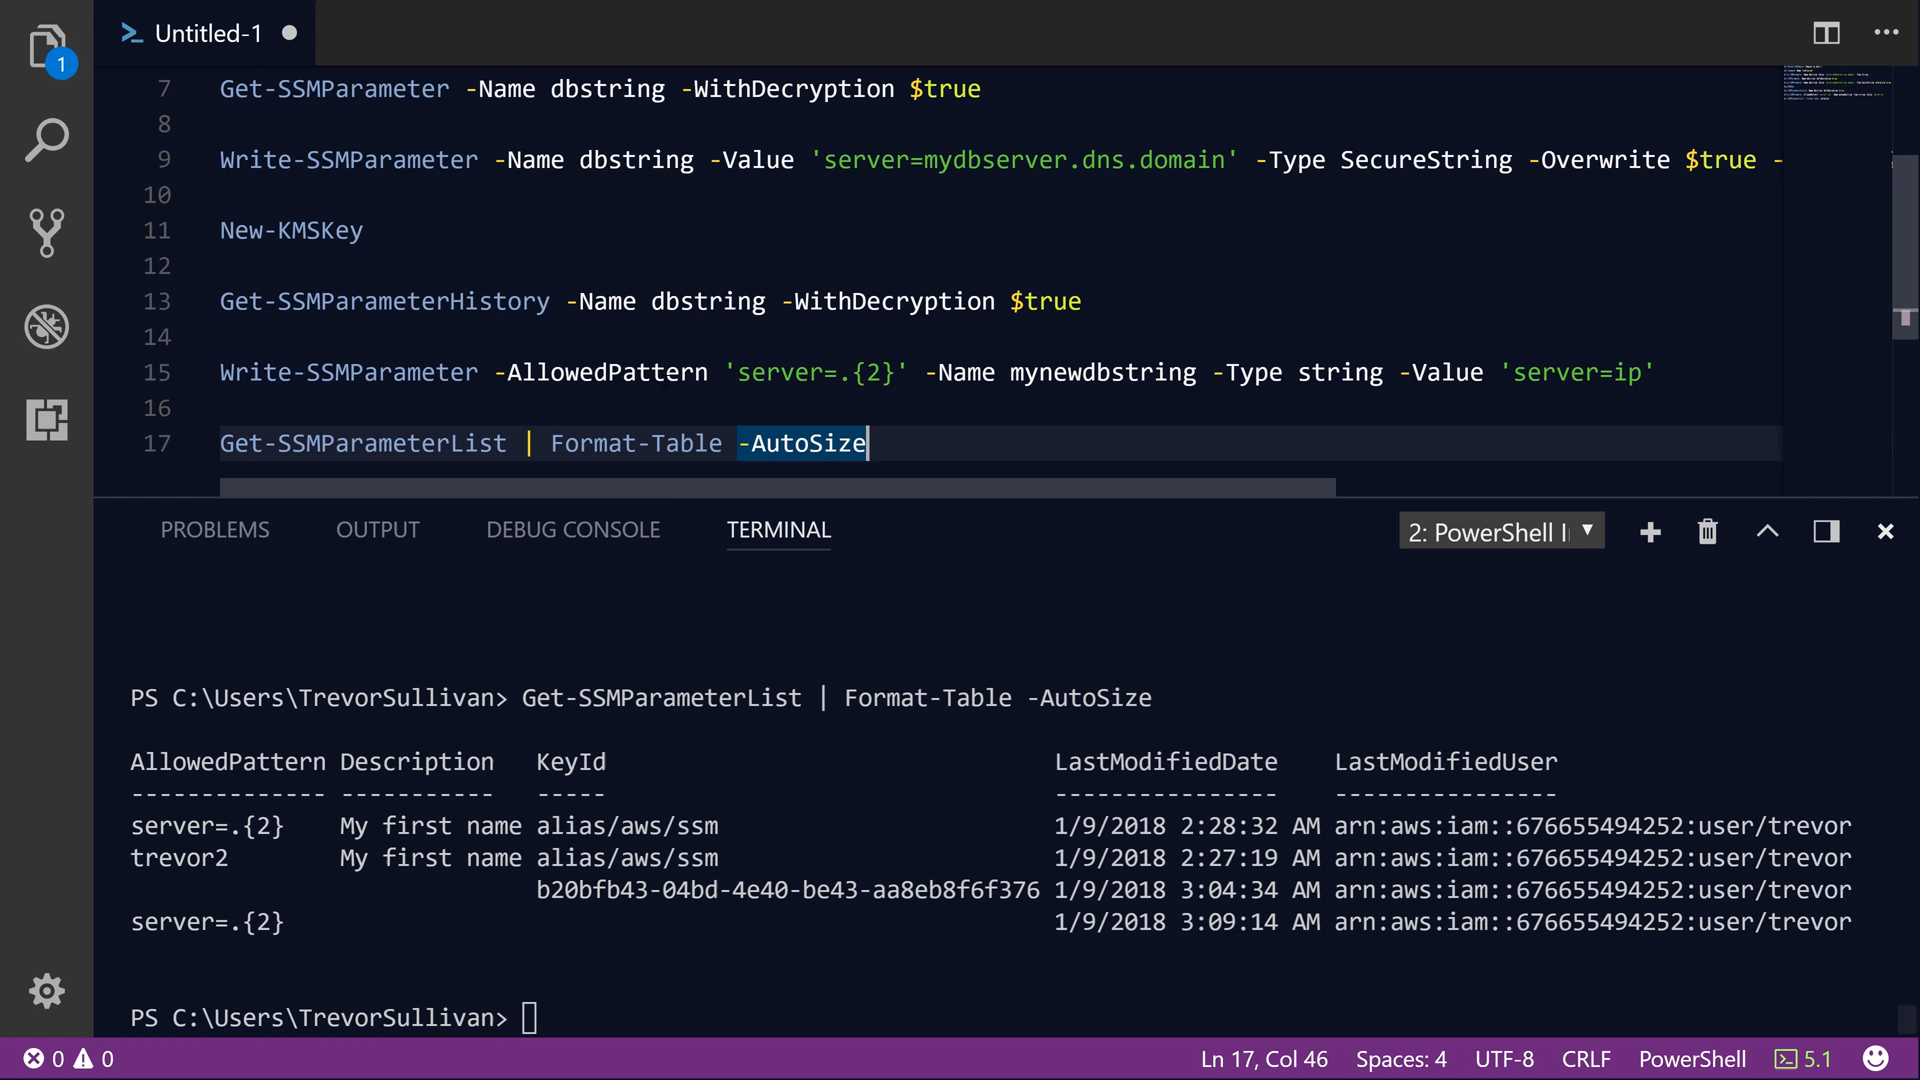 1
Untitled-1
7 Get-SSMParameter -Name dbstring -WithDecryption $true
8
9 Write-SSMParameter -Name dbstring -Value 'server=mydbserver.dns.domain' -Type SecureString -Overwrite $true -
10
11 New-KMSKey
12
13 Get-SSMParameterHistory -Name dbstring -WithDecryption $true
14
15 Write-SSMParameter -AllowedPattern 'server=.{2}' -Name mynewdbstring -Type string -Value 'server=ip'
16
17 Get-SSMParameterList | Format-Table -AutoSize
PROBLEMS OUTPUT DEBUG CONSOLE TERMINAL 2: PowerShell I
PS C:\Users\TrevorSullivan> Get-SSMParameterList | Format-Table -AutoSize
AllowedPattern Description KeyId LastModifiedDate LastModifiedUser
-------------- ----------- ----- ---------------- ----------------
server=.{2} My first name alias/aws/ssm 1/9/2018 2:28:32 AM arn:aws:iam::676655494252:user/trevor
trevor2 My first name alias/aws/ssm 1/9/2018 2:27:19 AM arn:aws:iam::676655494252:user/trevor
b20bfb43-04bd-4e40-be43-aa8eb8f6f376 1/9/2018 3:04:34 AM arn:aws:iam::676655494252:user/trevor
server=.{2} 1/9/2018 3:09:14 AM arn:aws:iam::676655494252:user/trevor
PS C:\Users\TrevorSullivan>
0 0 Ln 17, Col 46 Spaces: 4 UTF-8 CRLF PowerShell 5.1